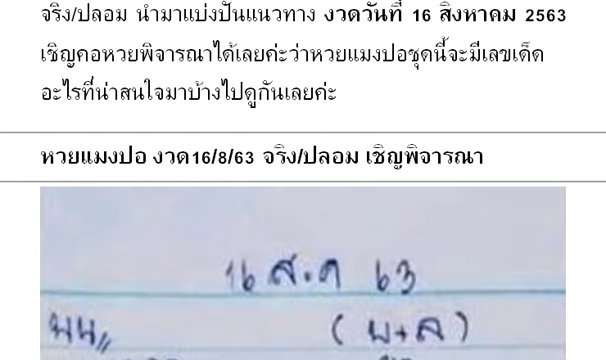 จริง/ปลอม นำมาแบ่งปันแนวทาง งวดวันที่ 16 สิงหาคม 2563
เชิญคอหวยพิจารณาได้เลยค่ะว่าหวยแมงปอชุดนี้จะมีเลขเด็ด
อะไรที่น่าสนใจมาบ้างไปดูกันเลยค่ะ
หวยแมงปอ งวด16/8/63 จริง/ปลอม เชิญพิจารณา
16 ส.ค 63
บน (บ+ล)